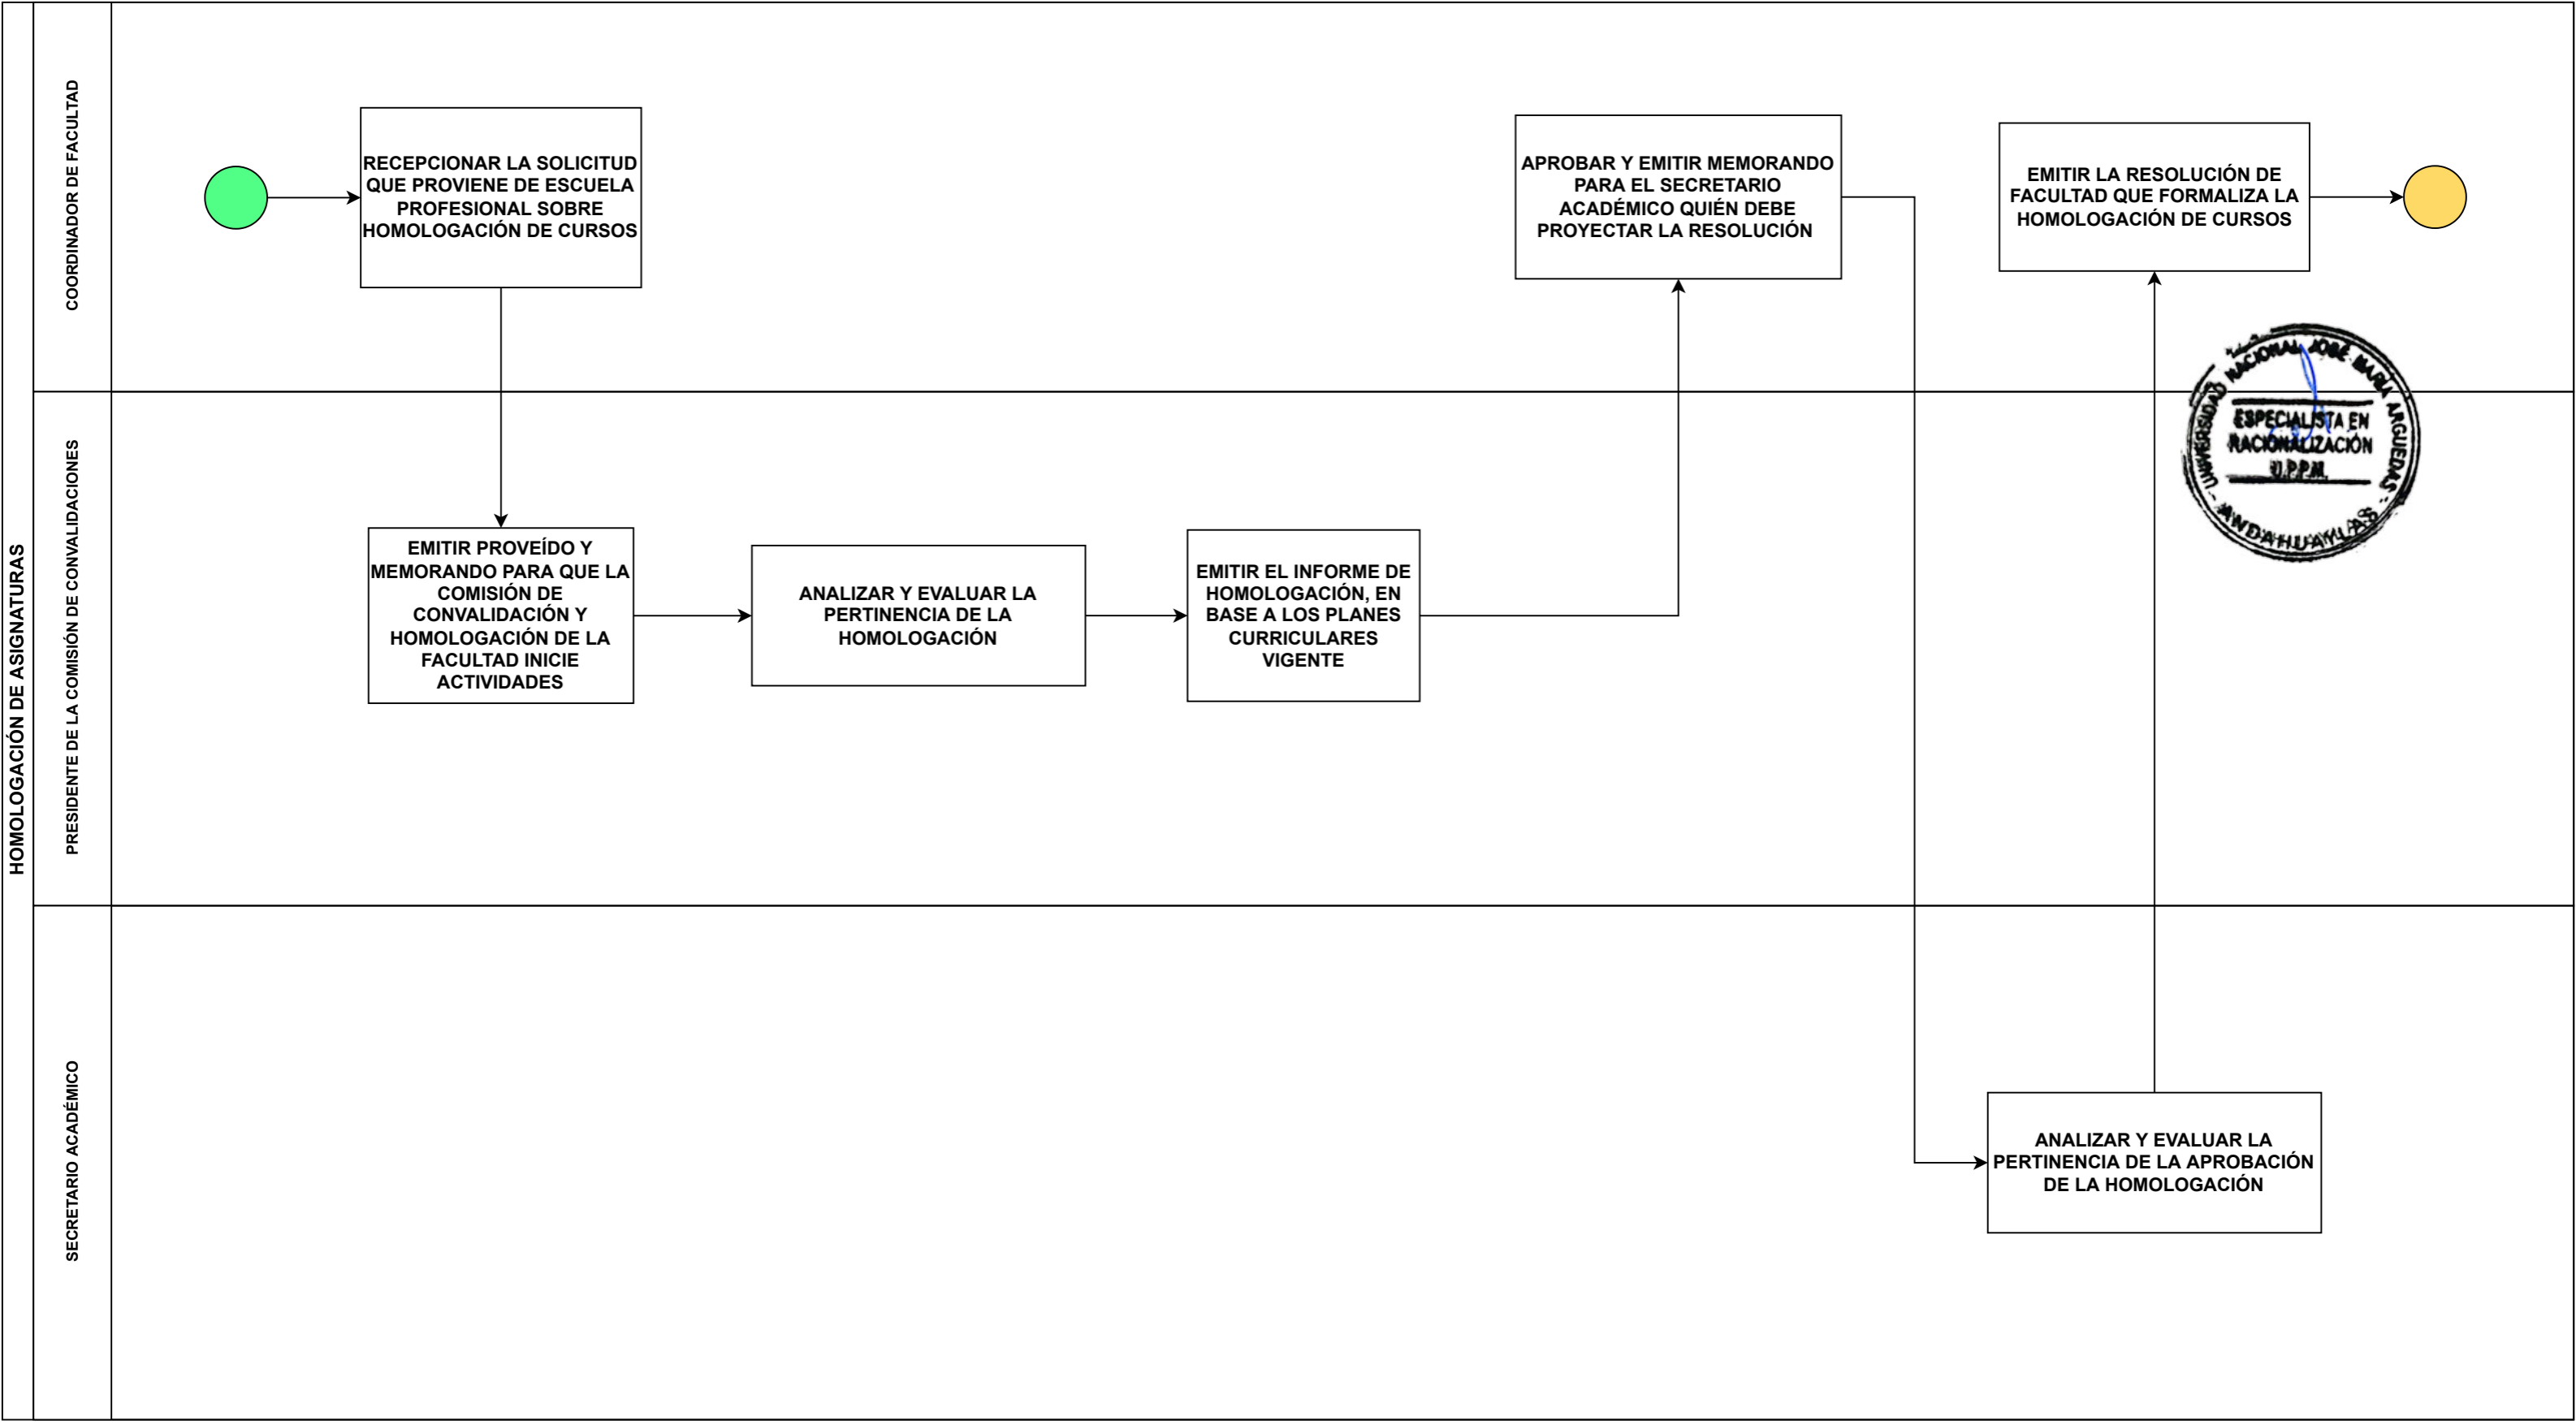 HOMOLOGACIÓN DE ASIGNATURAS
COORDINADOR DE FACULTAD
RECEPCIONAR LA SOLICITUD
QUE PROVIENE DE ESCUELA
PROFESIONAL SOBRE
HOMOLOGACIÓN DE CURSOS
APROBAR Y EMITIR MEMORANDO
PARA EL SECRETARIO
ACADÉMICO QUIÉN DEBE
PROYECTAR LA RESOLUCIÓN
EMITIR LA RESOLUCIÓN DE
FACULTAD QUE FORMALIZA LA
HOMOLOGACIÓN DE CURSOS
PRESIDENTE DE LA COMISIÓN DE CONVALIDACIONES
EMITIR PROVEÍDO Y
MEMORANDO PARA QUE LA
COMISIÓN DE
CONVALIDACIÓN Y
HOMOLOGACIÓN DE LA
FACULTAD INICIE
ACTIVIDADES
ANALIZAR Y EVALUAR LA
PERTINENCIA DE LA
HOMOLOGACIÓN
EMITIR EL INFORME DE
HOMOLOGACIÓN, EN
BASE A LOS PLANES
CURRICULARES
VIGENTE
UNIVERSIDAD NACIONAL JOSÉ MARÍA ARGUEDAS
ESPECIALISTA EN
RACIONALIZACIÓN
U.P.P.M.
- ANDAHUAYLAS -
SECRETARIO ACADÉMICO
ANALIZAR Y EVALUAR LA
PERTINENCIA DE LA APROBACIÓN
DE LA HOMOLOGACIÓN